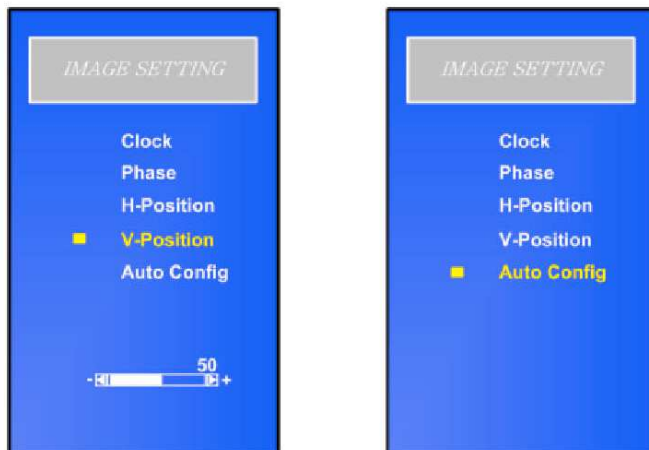 IMAGE SETTING
Clock
Phase
H-Position
V-Position
Auto Config
50
- +
IMAGE SETTING
Clock
Phase
H-Position
V-Position
Auto Config